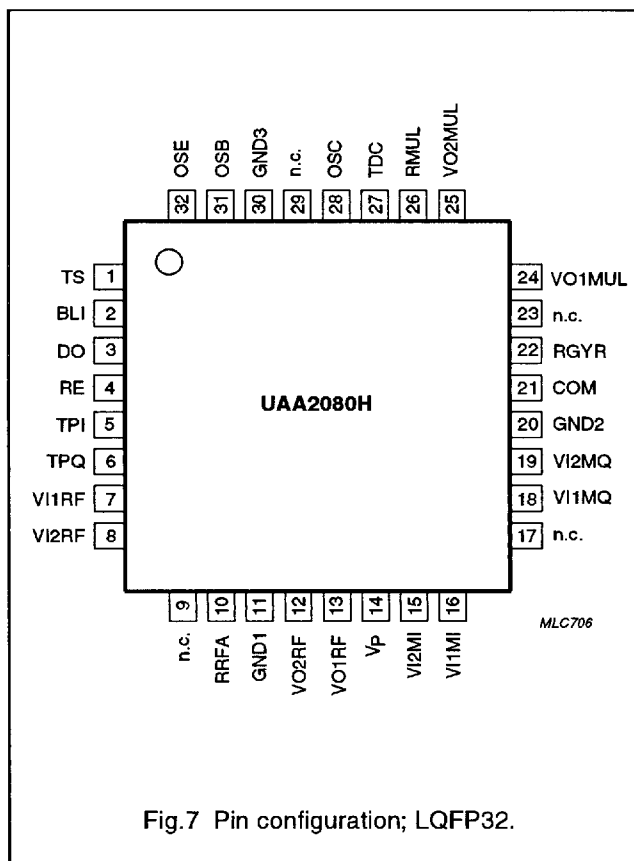 OSE OSB GND3 n.c. OSC TDC RMUL VO2MUL
32 31 30 29 28 27 26 25
TS 1
BLI 2
DO 3
RE 4
TPI 5
TPQ 6
VI1RF 7
VI2RF 8
UAA2080H
24 VO1MUL
23 n.c.
22 RGYR
21 COM
20 GND2
19 VI2MQ
18 VI1MQ
17 n.c.
9 10 11 12 13 14 15 16
n.c. RRFA GND1 VO2RF VO1RF VP VI2MI VI1MI
MLC706
Fig.7 Pin configuration; LQFP32.